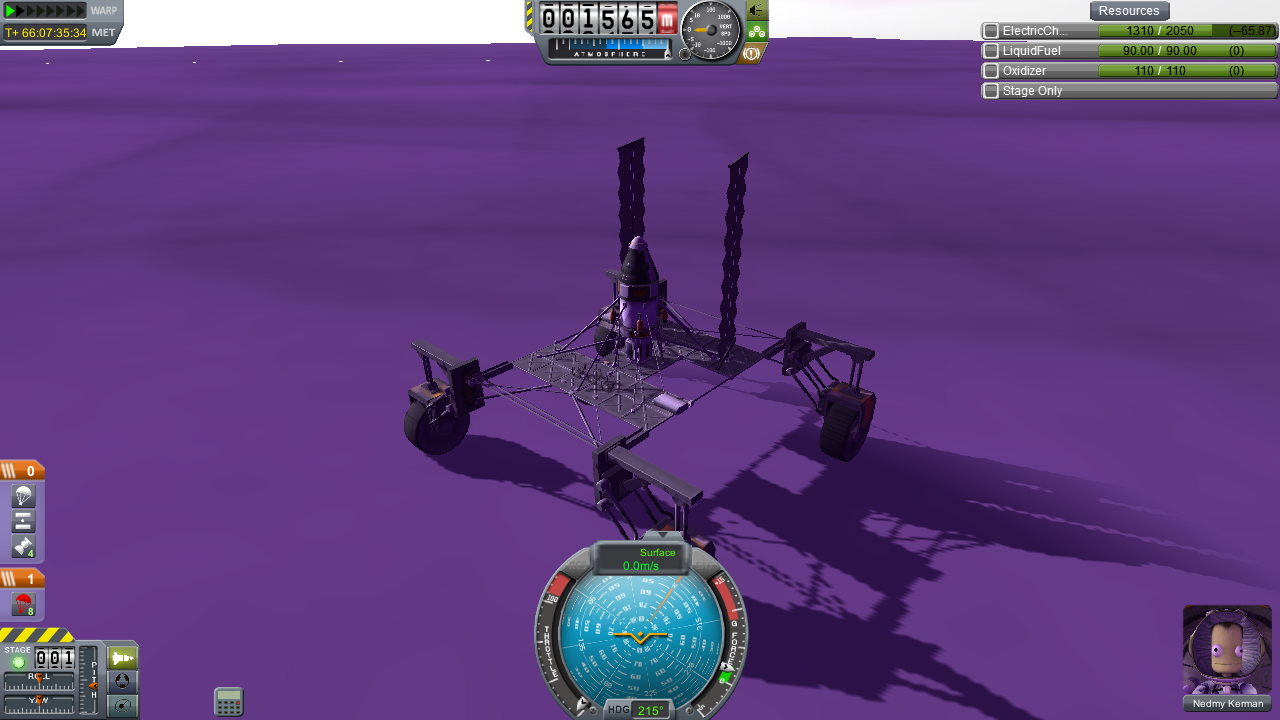 WARP
T+ 66:07:35:34 MET
001565 m
ATMOSPHERE
Resources
ElectricCh... 1310 / 2050 (-65.87)
LiquidFuel 90.00 / 90.00 (0)
Oxidizer 110 / 110 (0)
Stage Only
0
4
1
8
STAGE
001
ROLL
YAW
PITCH
Surface
0.0m/s
THROTTLE
G FORCES
HDG 215°
Nedmy Kerman